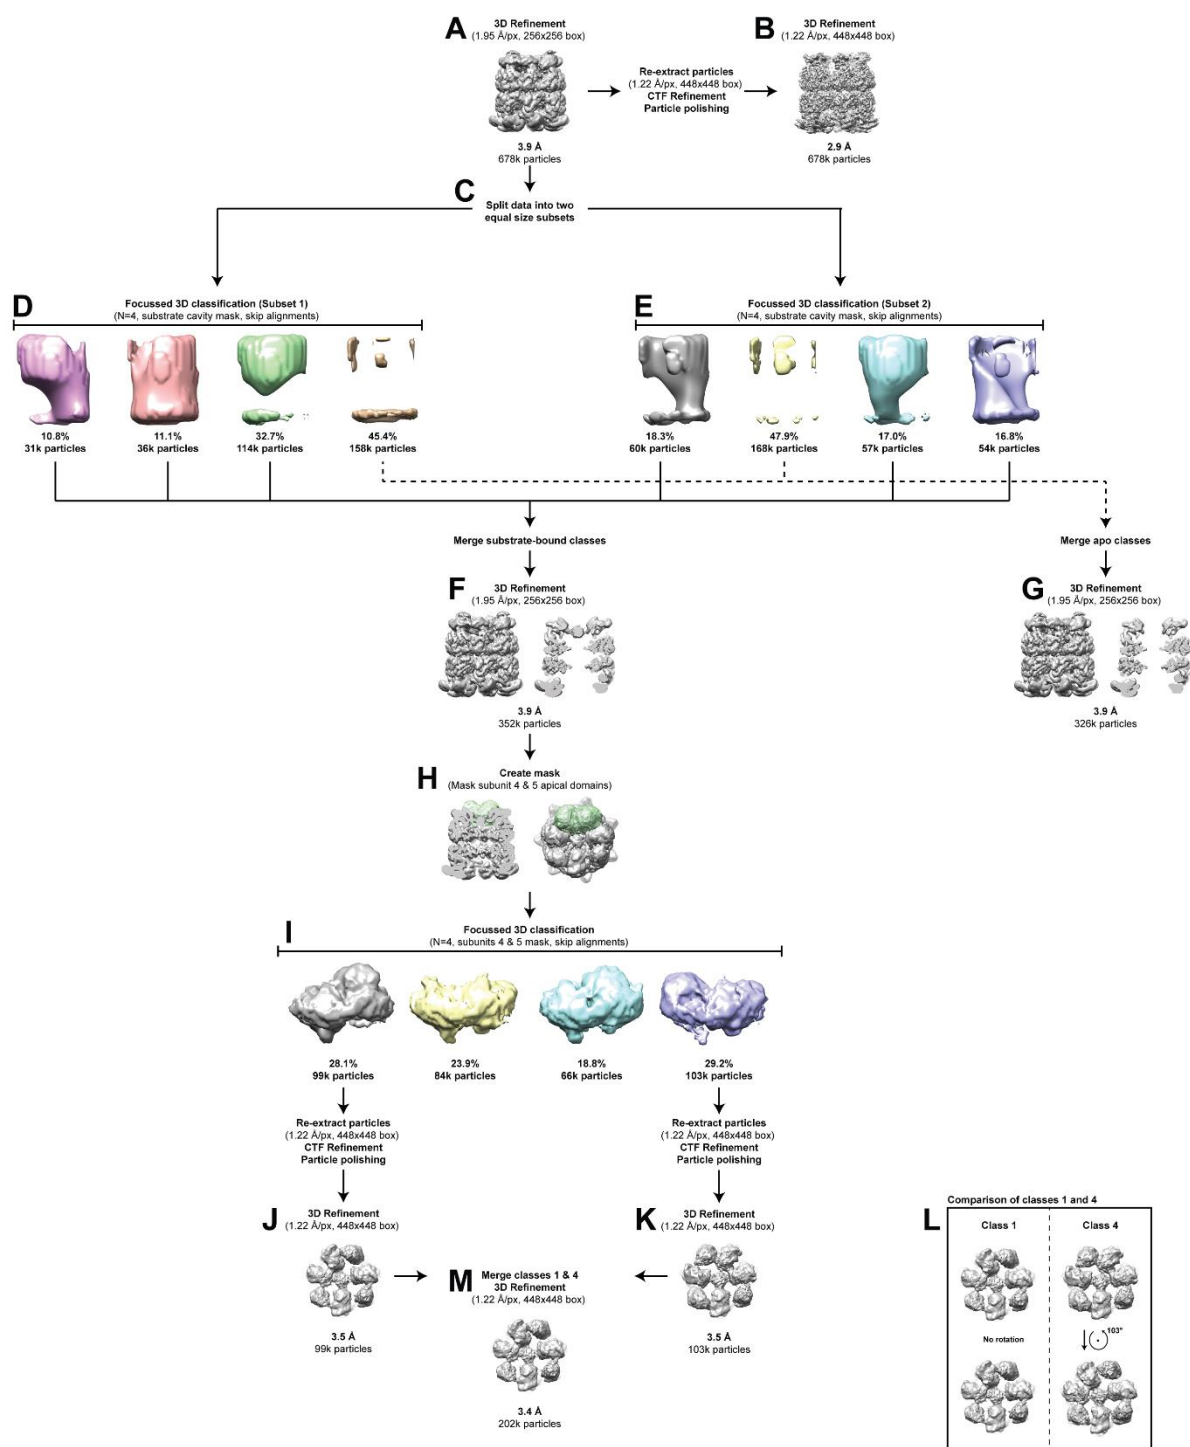 A
3D Refinement
(1.95 Å/px, 256x256 box)
3.9 Å
678k particles
Re-extract particles
(1.22 Å/px, 448x448 box)
CTF Refinement
Particle polishing
B
3D Refinement
(1.22 Å/px, 448x448 box)
2.9 Å
678k particles
C
Split data into two
equal size subsets
D
Focussed 3D classification (Subset 1)
(N=4, substrate cavity mask, skip alignments)
10.8%
31k particles
11.1%
36k particles
32.7%
114k particles
45.4%
158k particles
E
Focussed 3D classification (Subset 2)
(N=4, substrate cavity mask, skip alignments)
18.3%
60k particles
47.9%
168k particles
17.0%
57k particles
16.8%
54k particles
Merge substrate-bound classes
Merge apo classes
F
3D Refinement
(1.95 Å/px, 256x256 box)
3.9 Å
352k particles
G
3D Refinement
(1.95 Å/px, 256x256 box)
3.9 Å
326k particles
H
Create mask
(Mask subunit 4 & 5 apical domains)
I
Focussed 3D classification
(N=4, subunits 4 & 5 mask, skip alignments)
28.1%
99k particles
23.9%
84k particles
18.8%
66k particles
29.2%
103k particles
Re-extract particles
(1.22 Å/px, 448x448 box)
CTF Refinement
Particle polishing
Re-extract particles
(1.22 Å/px, 448x448 box)
CTF Refinement
Particle polishing
J
3D Refinement
(1.22 Å/px, 448x448 box)
3.5 Å
99k particles
K
3D Refinement
(1.22 Å/px, 448x448 box)
3.5 Å
103k particles
M
Merge classes 1 & 4
3D Refinement
(1.22 Å/px, 448x448 box)
3.4 Å
202k particles
L
Comparison of classes 1 and 4
Class 1
Class 4
No rotation
103°